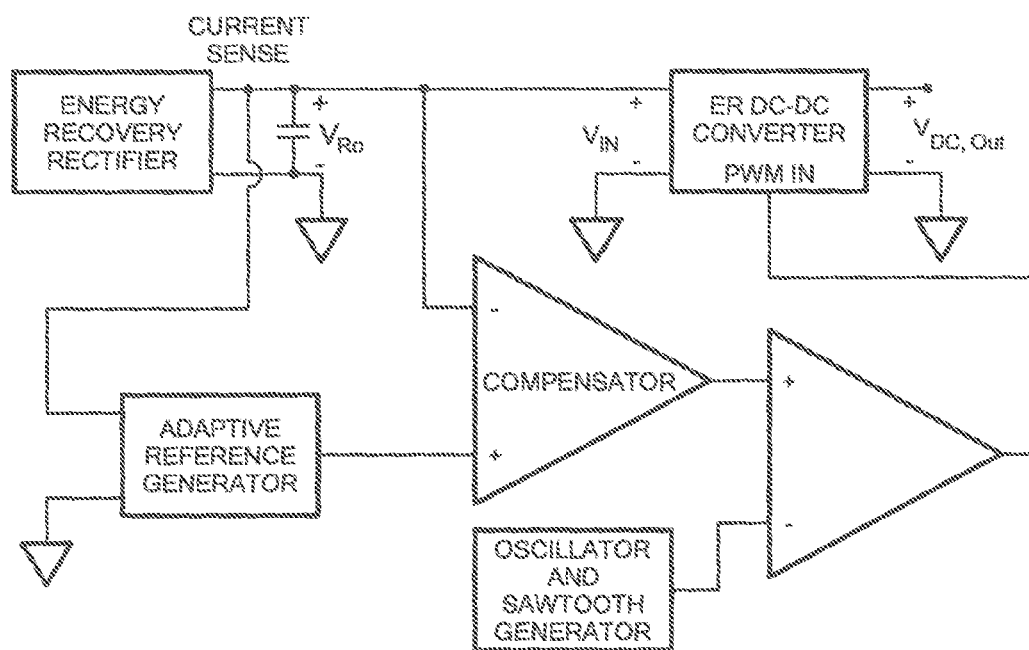 CURRENT
SENSE
ENERGY
RECOVERY
RECTIFIER
+
V_Ro
-
+
V_IN
-
ER DC-DC
CONVERTER
PWM IN
+
V_DC, Out
-
-
COMPENSATOR
+
+
-
ADAPTIVE
REFERENCE
GENERATOR
OSCILLATOR
AND
SAWTOOTH
GENERATOR